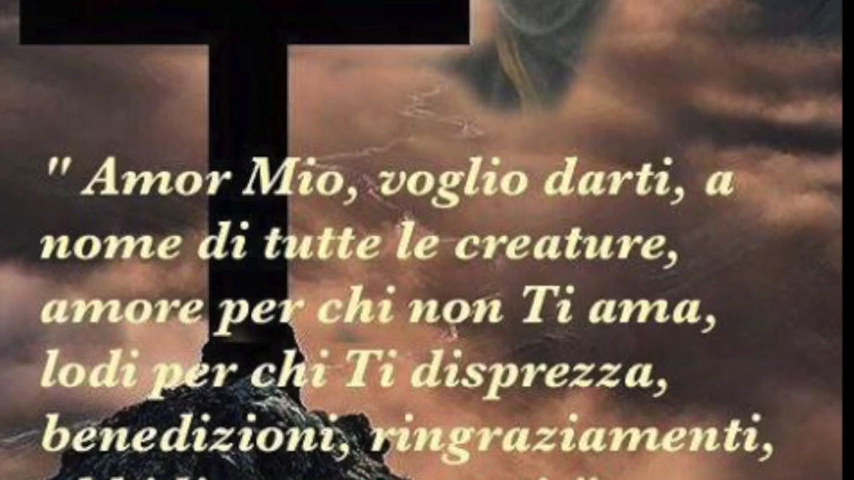 " Amor Mio, voglio darti, a
nome di tutte le creature,
amore per chi non Ti ama,
lodi per chi Ti disprezza,
benedizioni, ringraziamenti,